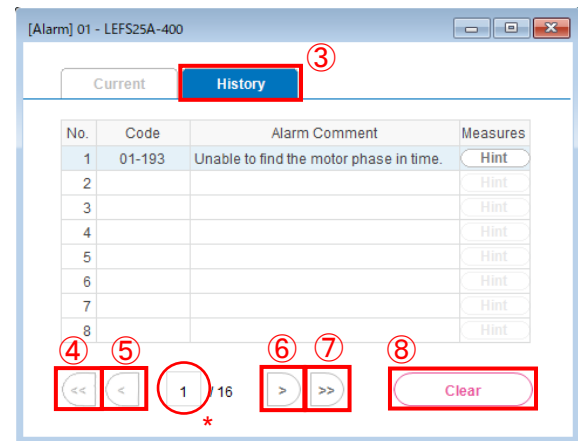 [Alarm] 01 - LEFS25A-400
③
Current History
No. Code Alarm Comment Measures
1 01-193 Unable to find the motor phase in time. Hint
2 Hint
3 Hint
4 Hint
5 Hint
6 Hint
7 Hint
8 Hint
④ ⑤ ⑥ ⑦ ⑧
<< < 1 / 16 > >> Clear
*